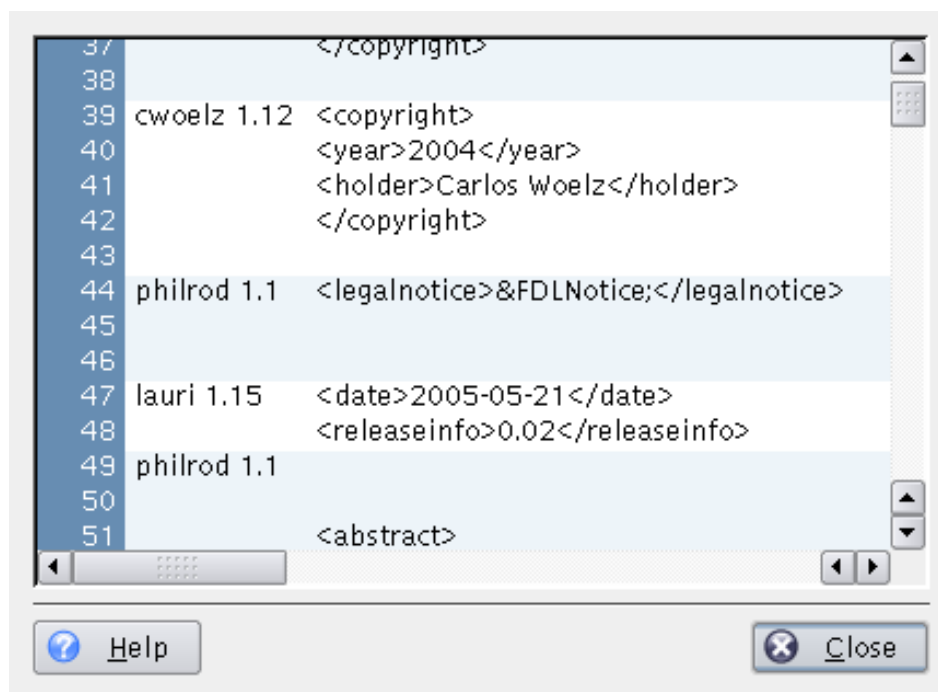 37 </copyright>
38
39 cwoelz 1.12 <copyright>
40 <year>2004</year>
41 <holder>Carlos Woelz</holder>
42 </copyright>
43
44 philrod 1.1 <legalnotice>&FDLNotice;</legalnotice>
45
46
47 lauri 1.15 <date>2005-05-21</date>
48 <releaseinfo>0.02</releaseinfo>
49 philrod 1.1
50
51 <abstract>
Help Close